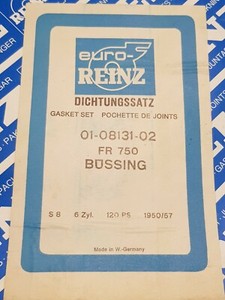 euro-
REINZ
DICHTUNGSSATZ
GASKET SET POCHETTE DE JOINTS
01-08131-02
FR 750
BÜSSING
S 8 6 Zyl. 120 PS 1950/57
Made in W.-Germany